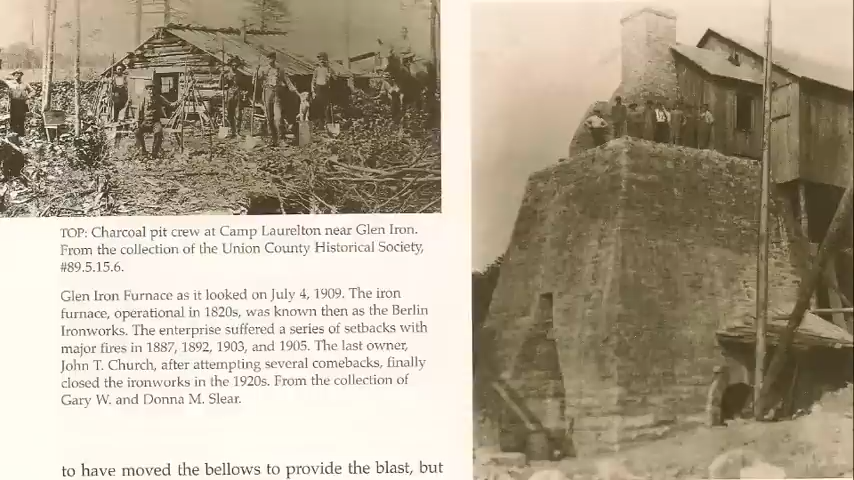 TOP: Charcoal pit crew at Camp Laurelton near Glen Iron.
From the collection of the Union County Historical Society,
#89.5.15.6.
Glen Iron Furnace as it looked on July 4, 1909. The iron
furnace, operational in 1820s, was known then as the Berlin
Ironworks. The enterprise suffered a series of setbacks with
major fires in 1887, 1892, 1903, and 1905. The last owner,
John T. Church, after attempting several comebacks, finally
closed the ironworks in the 1920s. From the collection of
Gary W. and Donna M. Slear.
to have moved the bellows to provide the blast, but